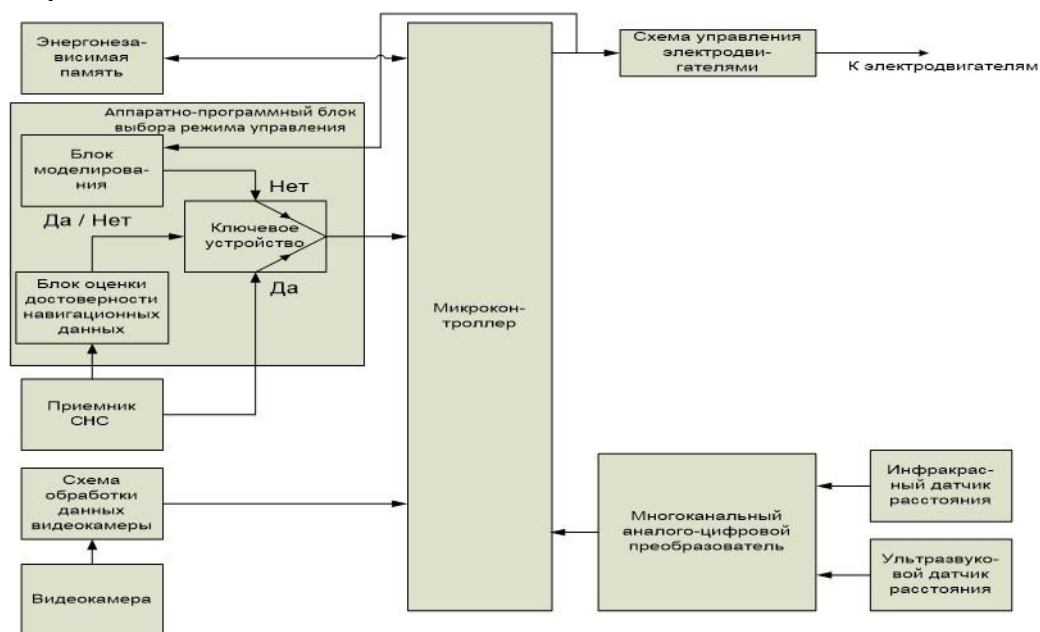 Энергонеза-
висимая
память
Аппаратно-программный блок
выбора режима управления
Блок
моделирова-
ния
Нет
Да / Нет
Ключевое
устройство
Да
Блок оценки
достоверности
навигационных
данных
Приемник
СНС
Схема
обработки
данных
видеокамеры
Видеокамера
Микрокон-
троллер
Схема управления
электродви-
гателями
К электродвигателям
Многоканальный
аналого-цифровой
преобразователь
Инфракрас-
ный датчик
расстояния
Ультразвуко-
вой датчик
расстояния